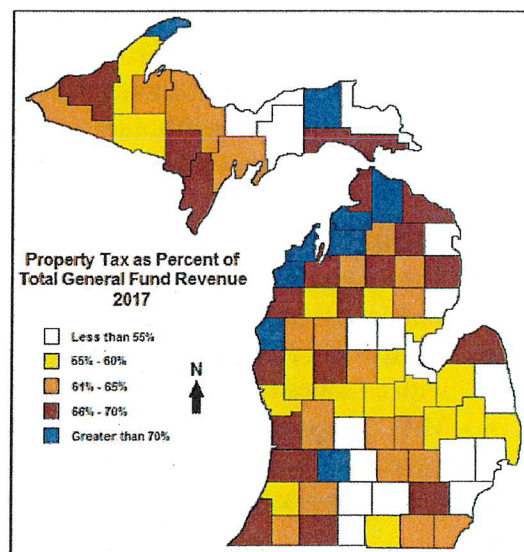 Property Tax as Percent of
Total General Fund Revenue
2017
Less than 55%
55% - 60%
61% - 65%
66% - 70%
Greater than 70%
N